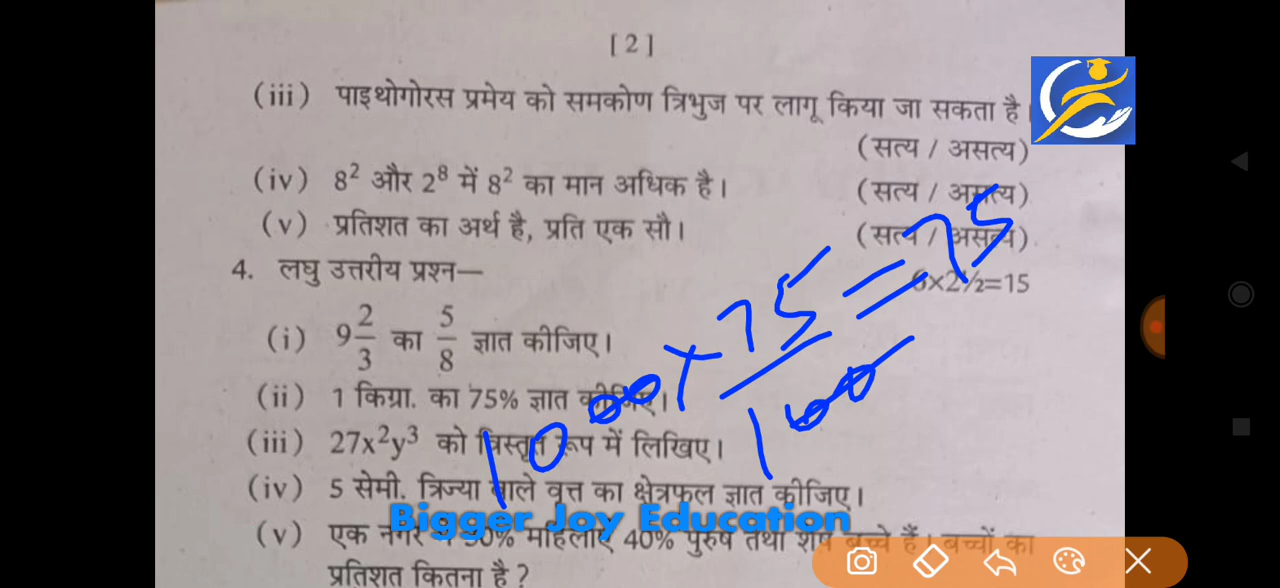 [ 2 ]
(iii) पाइथोगोरस प्रमेय को समकोण त्रिभुज पर लागू किया जा सकता है।
(सत्य / असत्य)
(iv) 8² और 2⁸ में 8² का मान अधिक है। (सत्य / असत्य)
(v) प्रतिशत का अर्थ है, प्रति एक सौ। (सत्य / असत्य)
4. लघु उत्तरीय प्रश्न— 6×2½=15
(i) 9 2/3 का 5/8 ज्ञात कीजिए।
(ii) 1 किग्रा. का 75% ज्ञात कीजिए।
(iii) 27x²y³ को विस्तृत रूप में लिखिए।
(iv) 5 सेमी. त्रिज्या वाले वृत्त का क्षेत्रफल ज्ञात कीजिए।
(v) एक नगर में 30% महिलाएं 40% पुरुष तथा शेष बच्चे हैं। बच्चों का
प्रतिशत कितना है ?
1000 × 75/100 = 75
Bigger Joy Education